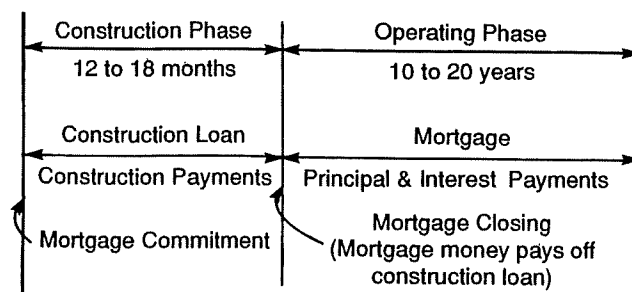 Construction Phase
Operating Phase
12 to 18 months
10 to 20 years
Construction Loan
Mortgage
Construction Payments
Principal & Interest Payments
Mortgage Commitment
Mortgage Closing
(Mortgage money pays off
construction loan)